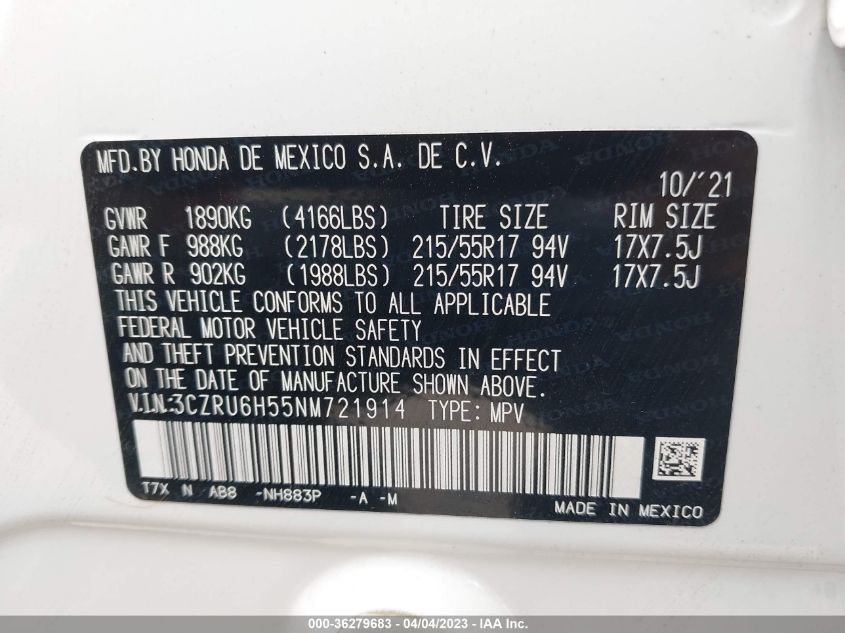 MFD.BY HONDA DE MEXICO S.A. DE C.V.
10/'21
GVWR 1890KG (4166LBS) TIRE SIZE RIM SIZE
GAWR F 988KG (2178LBS) 215/55R17 94V 17X7.5J
GAWR R 902KG (1988LBS) 215/55R17 94V 17X7.5J
THIS VEHICLE CONFORMS TO ALL APPLICABLE
FEDERAL MOTOR VEHICLE SAFETY
AND THEFT PREVENTION STANDARDS IN EFFECT
ON THE DATE OF MANUFACTURE SHOWN ABOVE.
V.I.N:3CZRU6H55NM721914 TYPE: MPV
T7X N AB8 -NH883P -A -M
MADE IN MEXICO
000-36279683 - 04/04/2023 - IAA Inc.